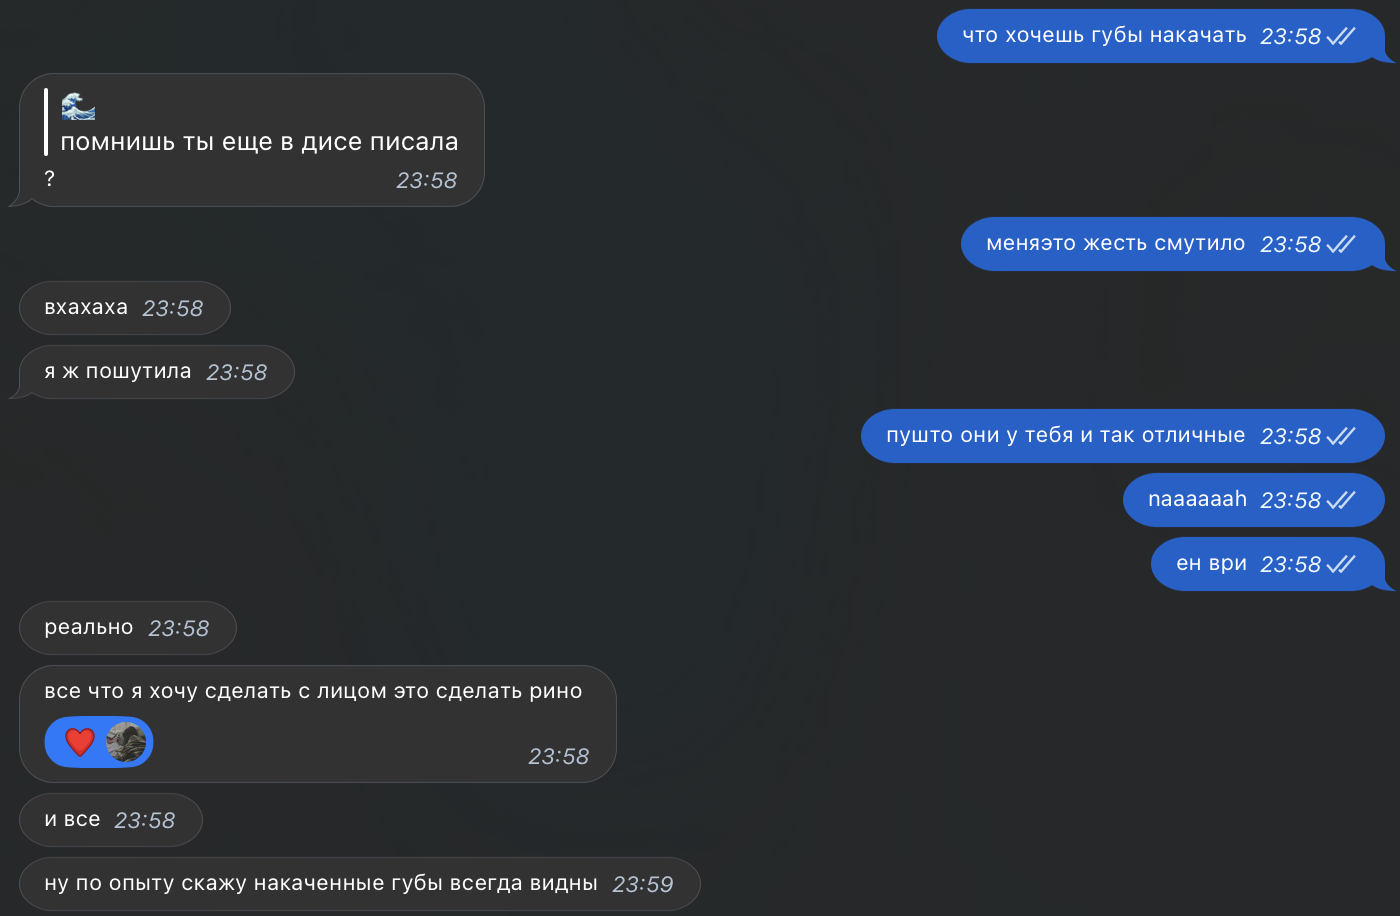 что хочешь губы накачать 23:58
🌊
помнишь ты еще в дисе писала
? 23:58
меняэто жесть смутило 23:58
вхахаха 23:58
я ж пошутила 23:58
пушто они у тебя и так отличные 23:58
naaaaaah 23:58
ен ври 23:58
реально 23:58
все что я хочу сделать с лицом это сделать рино
❤️ 23:58
и все 23:58
ну по опыту скажу накаченные губы всегда видны 23:59